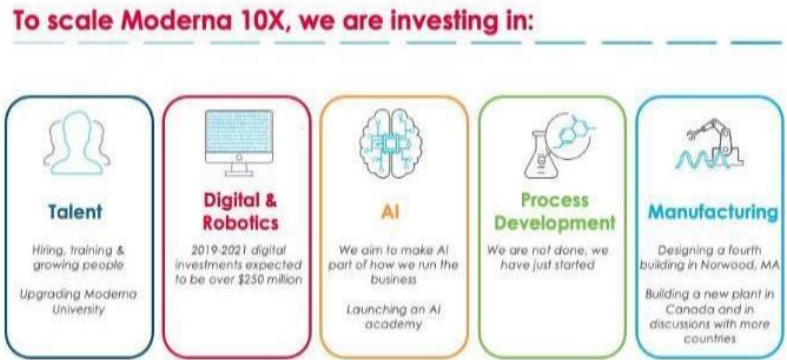 To scale Moderna 10X, we are investing in:
Talent
Hiring, training &
growing people
Upgrading Moderna
University
Digital &
Robotics
2019-2021 digital
investments expected
to be over $250 million
AI
We aim to make AI
part of how we run the
business
Launching an AI
academy
Process
Development
We are not done, we
have just started
Manufacturing
Designing a fourth
building in Norwood, MA
Building a new plant in
Canada and in
discussions with more
countries